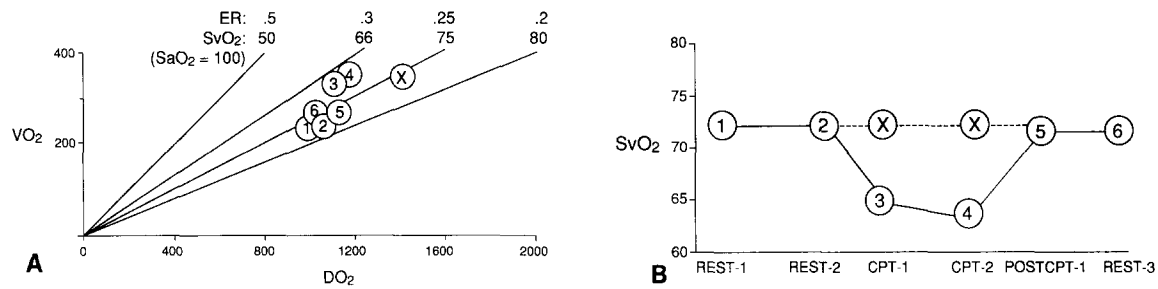 ER: .5 .3 .25 .2
SvO₂: 50 66 75 80
(SaO₂ = 100)
400
VO₂
200
3 4 X
6 5
1 2
0 400 800 1200 1600 2000
DO₂
A
80
75
SvO₂
70
65
60
1 2 X X 5 6
3 4
REST-1 REST-2 CPT-1 CPT-2 POSTCPT-1 REST-3
B